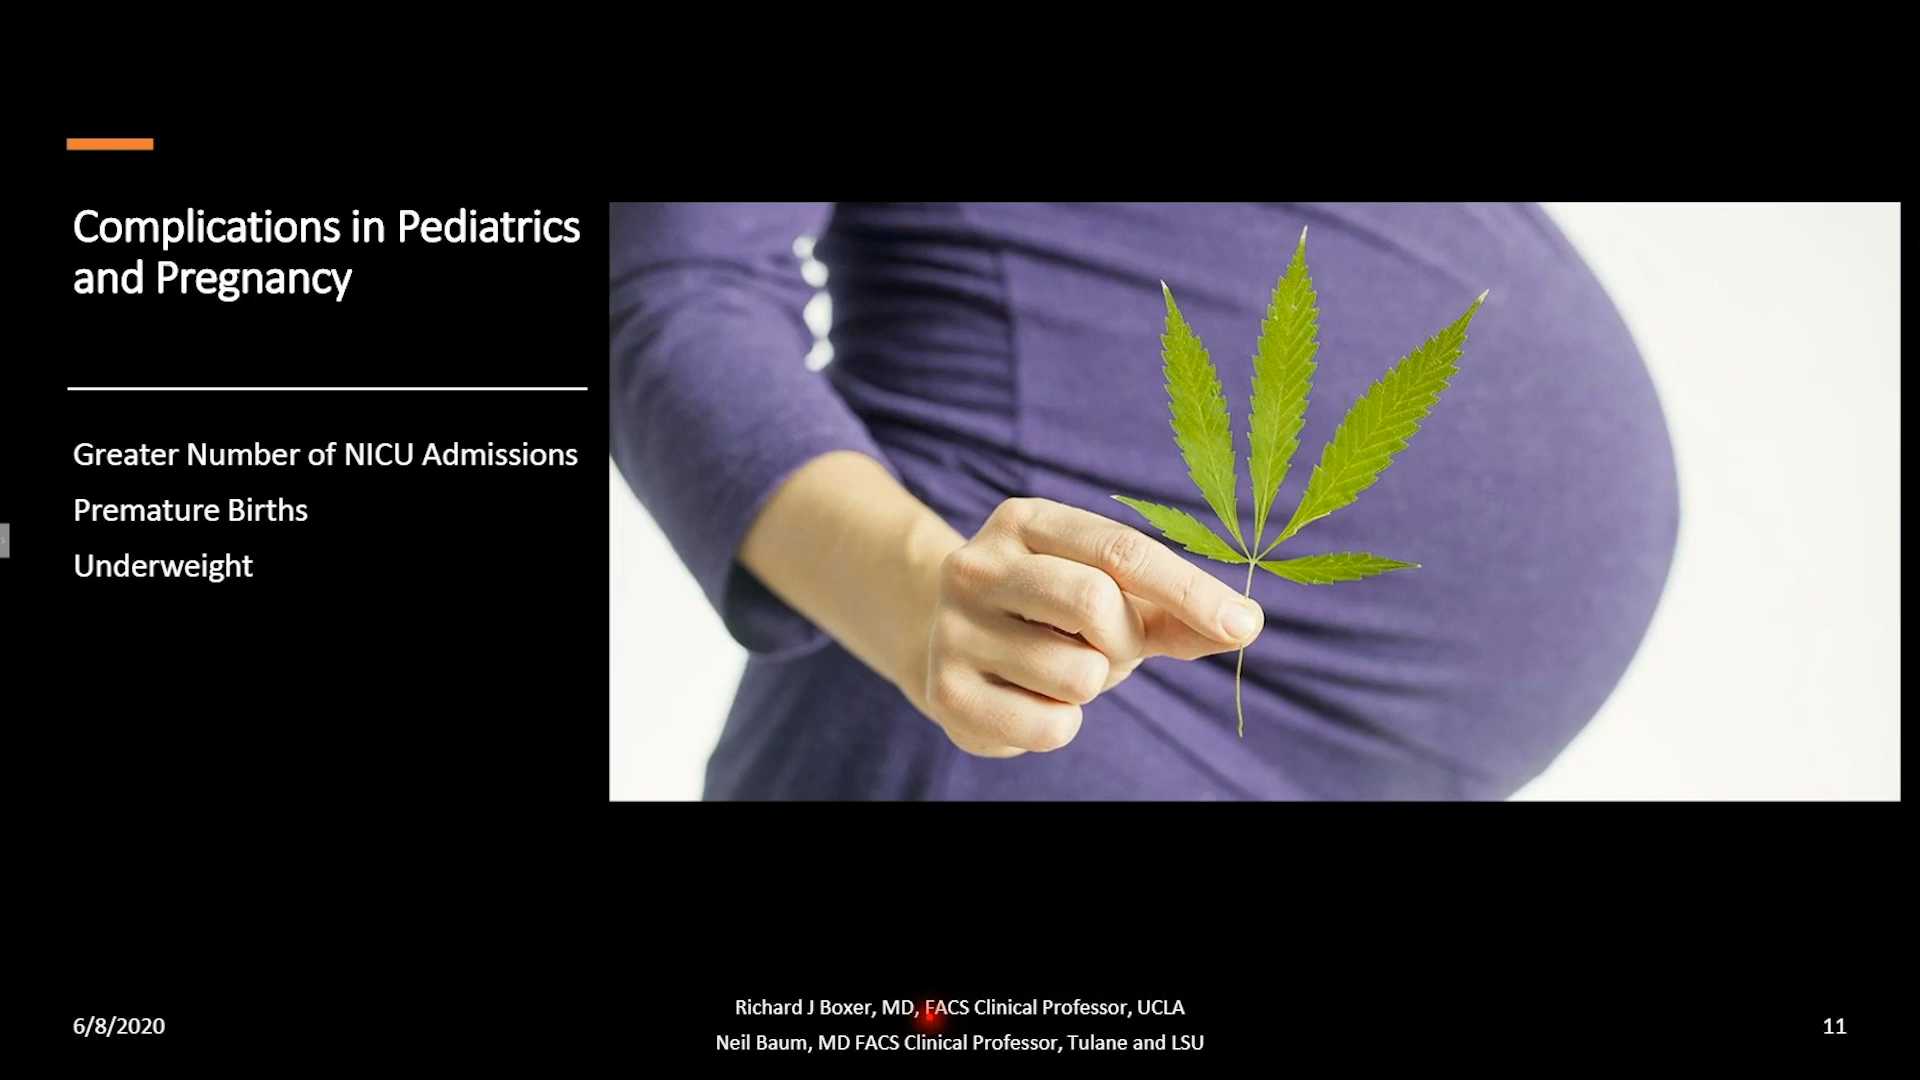 Complications in Pediatrics
and Pregnancy
Greater Number of NICU Admissions
Premature Births
Underweight
6/8/2020
Richard J Boxer, MD, FACS Clinical Professor, UCLA
Neil Baum, MD FACS Clinical Professor, Tulane and LSU
11